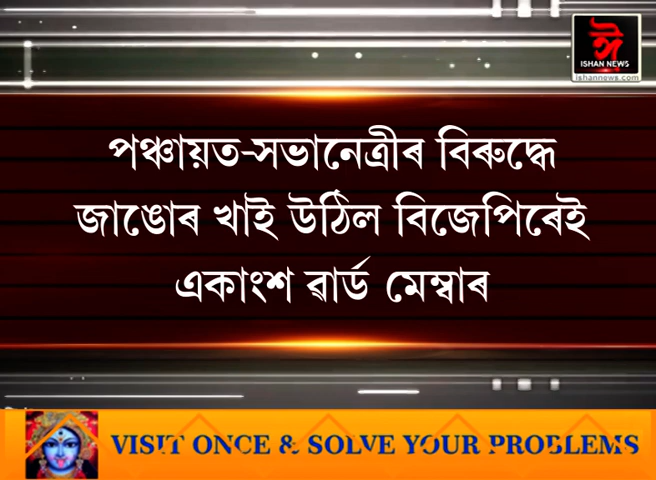 ঈ
ISHAN NEWS
ishannews.com
পঞ্চায়ত-সভানেত্ৰীৰ বিৰুদ্ধে
জাঙোৰ খাই উঠিল বিজেপিৰেই
একাংশ ৱাৰ্ড মেম্বাৰ
VISIT ONCE & SOLVE YOUR PROBLEMS